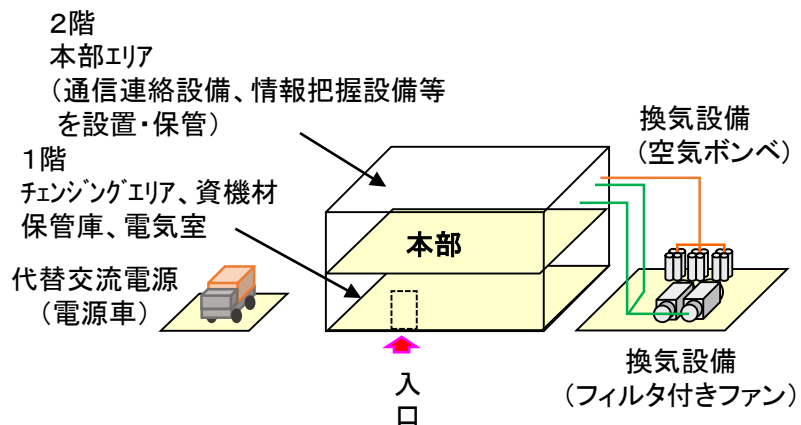 ２階
本部エリア
（通信連絡設備、情報把握設備等
を設置・保管）
１階
ﾁｪﾝｼﾞﾝｸﾞエリア、資機材
保管庫、電気室
代替交流電源
（電源車）
本部
入
口
換気設備
（空気ボンベ）
換気設備
（フィルタ付きファン）